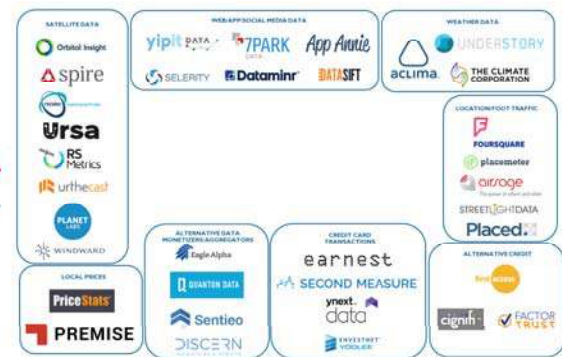 SATELLITE DATA
Orbital Insight
spire
Ursa
RS
Metrics
urthecast
PLANET
LABS
WINDWARD
WEB/APP/SOCIAL MEDIA DATA
yipit DATA
7PARK
DATA
App Annie
SELERITY
Dataminr
DATASIFT
WEATHER DATA
aclima
UNDERSTORY
THE CLIMATE
CORPORATION
LOCATION/FOOT TRAFFIC
FOURSQUARE
placemeter
airsage
STREETLIGHTDATA
Placed
LOCAL PRICES
PriceStats
PREMISE
ALTERNATIVE DATA
MONETIZERS/AGGREGATORS
Eagle Alpha
QUANTON DATA
Sentieo
DISCERN
CREDIT CARD
TRANSACTIONS
earnest
SECOND MEASURE
ynext
data
ENVESTNET
YODLEE
ALTERNATIVE CREDIT
cignifi
FACTOR
TRUST